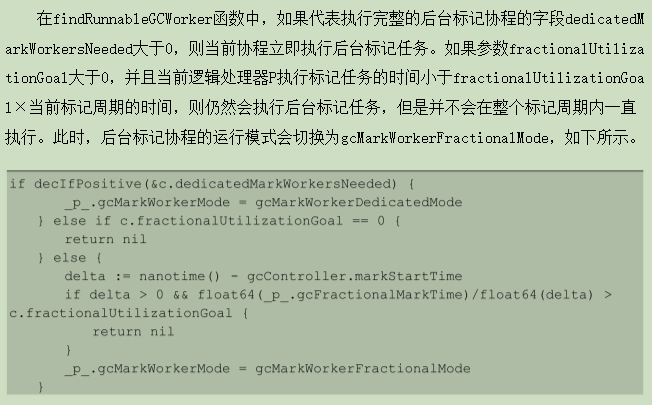 在findRunnableGCWorker函数中，如果代表执行完整的后台标记协程的字段dedicatedM
arkWorkersNeeded大于0，则当前协程立即执行后台标记任务。如果参数fractionalUtiliza
tionGoal大于0，并且当前逻辑处理器P执行标记任务的时间小于fractionalUtilizationGoa
l×当前标记周期的时间，则仍然会执行后台标记任务，但是并不会在整个标记周期内一直
执行。此时，后台标记协程的运行模式会切换为gcMarkWorkerFractionalMode，如下所示。
if decIfPositive(&c.dedicatedMarkWorkersNeeded) {
_p_.gcMarkWorkerMode = gcMarkWorkerDedicatedMode
} else if c.fractionalUtilizationGoal == 0 {
return nil
} else {
delta := nanotime() - gcController.markStartTime
if delta > 0 && float64(_p_.gcFractionalMarkTime)/float64(delta) >
c.fractionalUtilizationGoal {
return nil
}
_p_.gcMarkWorkerMode = gcMarkWorkerFractionalMode
}